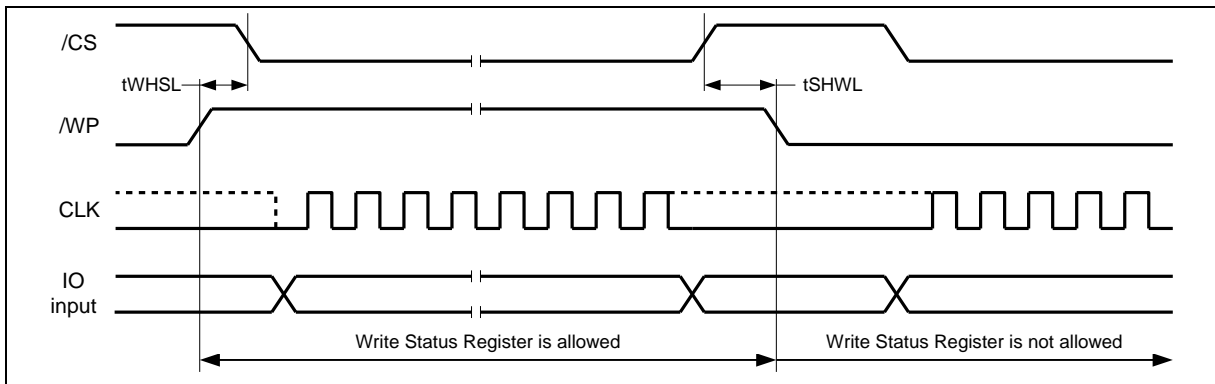 /CS
tWHSL
tSHWL
/WP
CLK
IO
input
Write Status Register is allowed
Write Status Register is not allowed